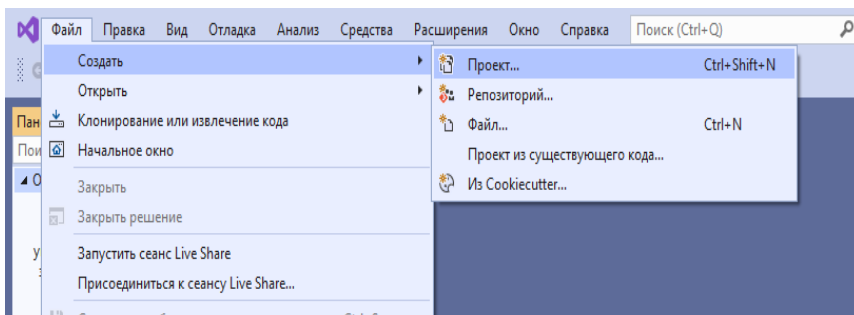 Файл Правка Вид Отладка Анализ Средства Расширения Окно Справка Поиск (Ctrl+Q)
Создать
Проект... Ctrl+Shift+N
Открыть
Репозиторий...
Пан
Клонирование или извлечение кода
Файл... Ctrl+N
Пои
Начальное окно
Проект из существующего кода...
Закрыть
Из Cookiecutter...
Закрыть решение
Запустить сеанс Live Share
Присоединиться к сеансу Live Share...